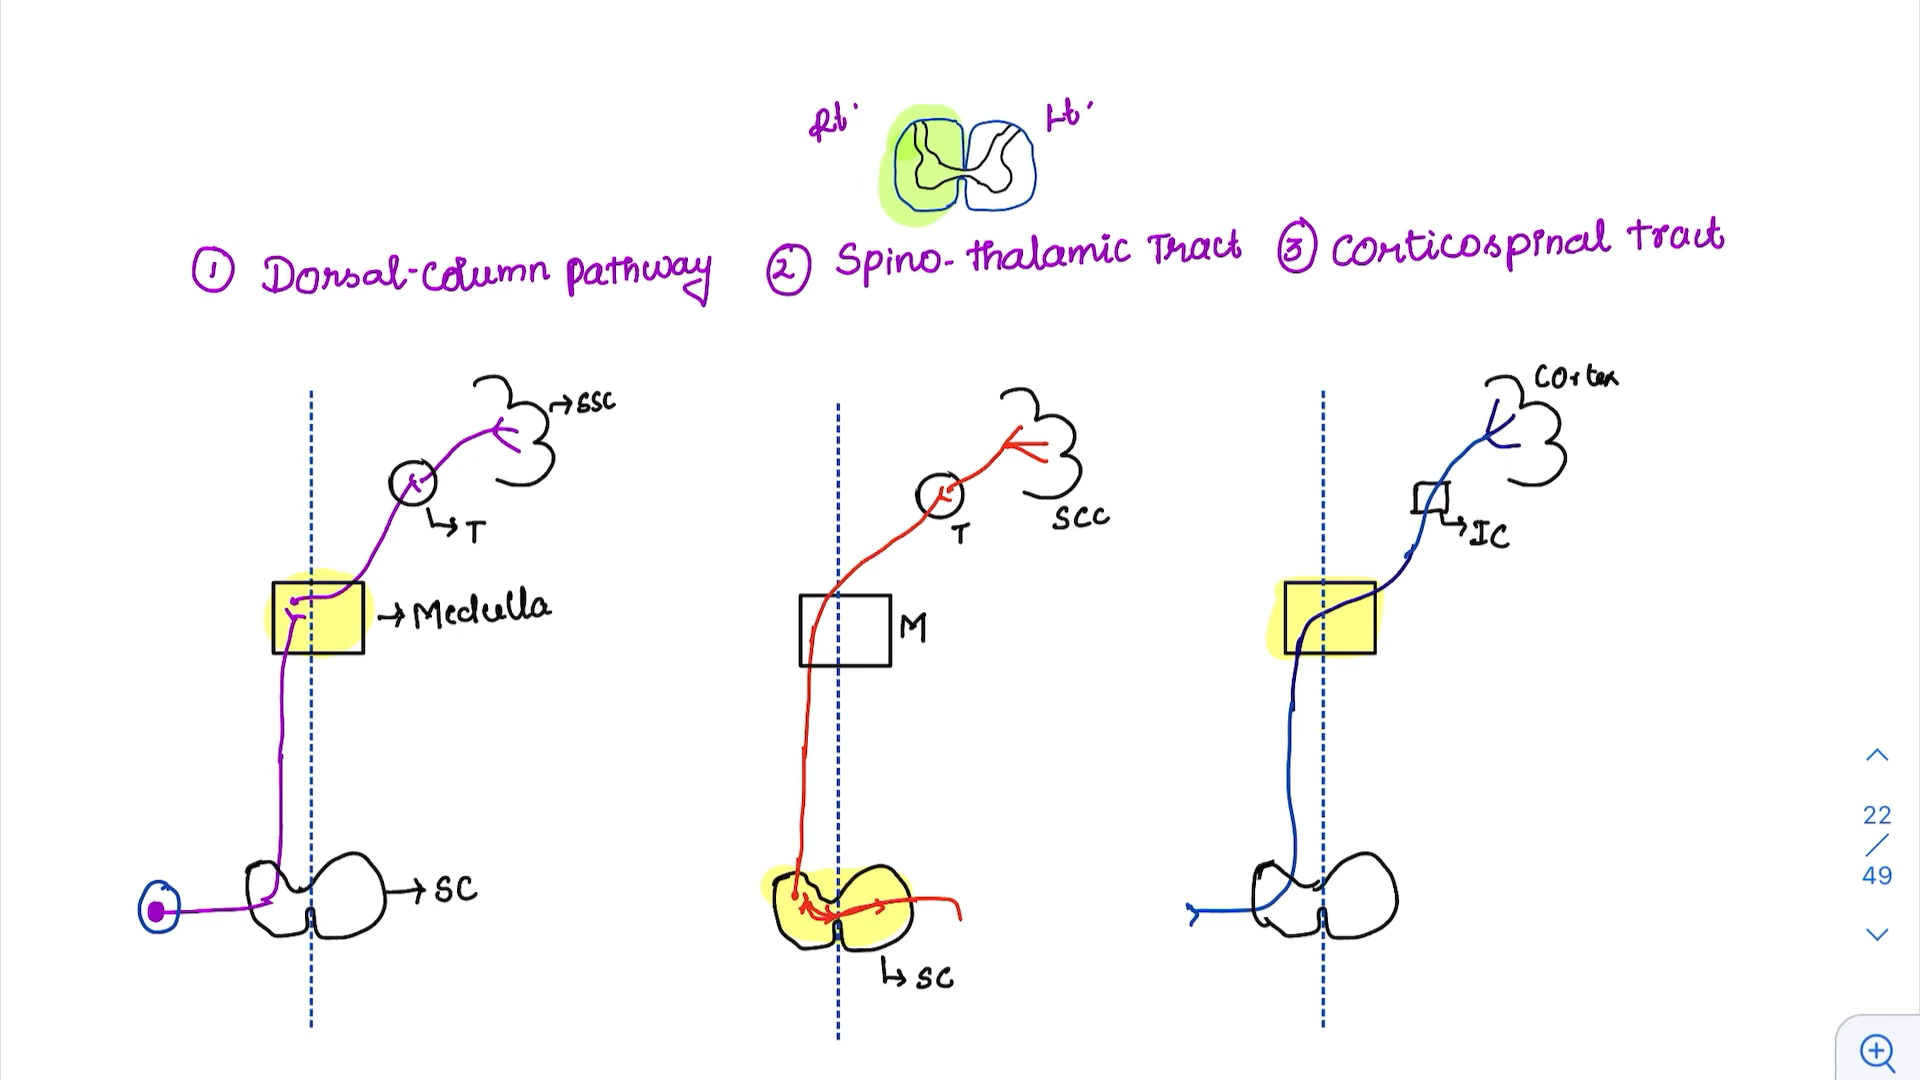 Rt.
Lt.
① Dorsal-column pathway
② Spino-thalamic Tract
③ corticospinal tract
SSC
T
Medulla
SC
SCC
T
M
SC
Cortex
IC
22
/
49